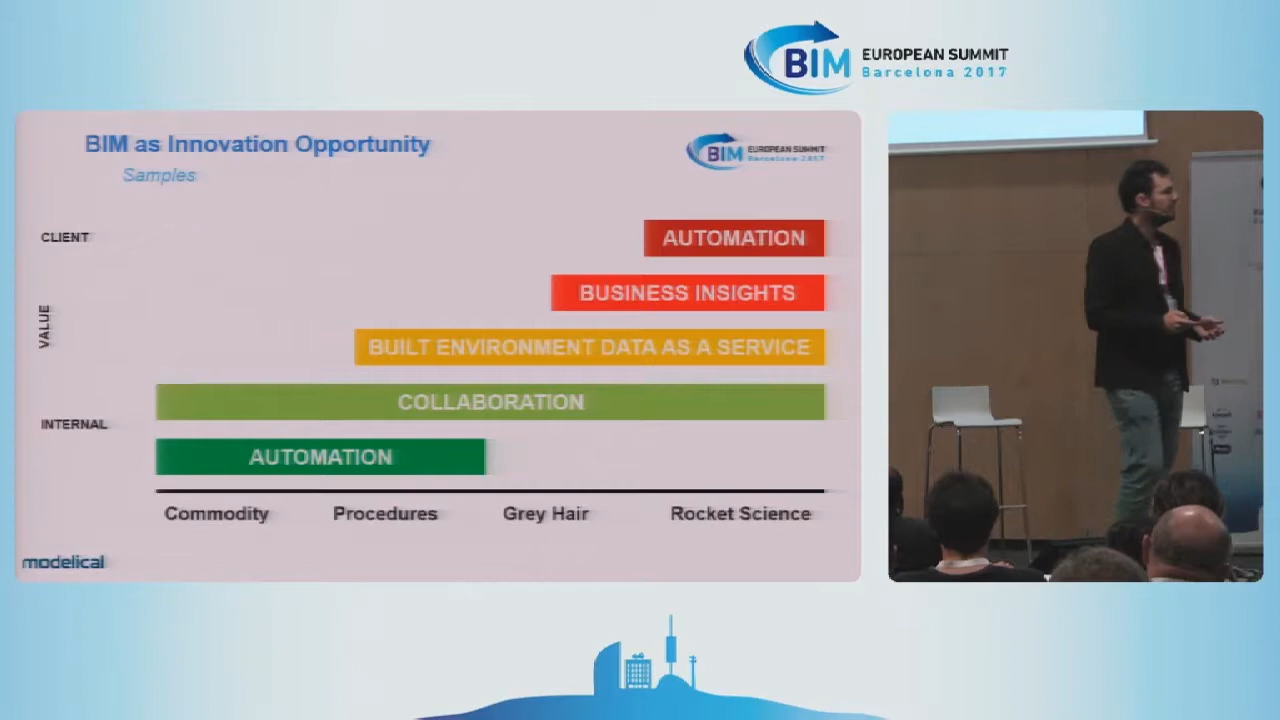 BIM EUROPEAN SUMMIT
Barcelona 2017
BIM as Innovation Opportunity
Samples
BIM EUROPEAN SUMMIT
Barcelona 2017
CLIENT
AUTOMATION
BUSINESS INSIGHTS
VALUE
BUILT ENVIRONMENT DATA AS A SERVICE
COLLABORATION
INTERNAL
AUTOMATION
Commodity Procedures Grey Hair Rocket Science
modelical